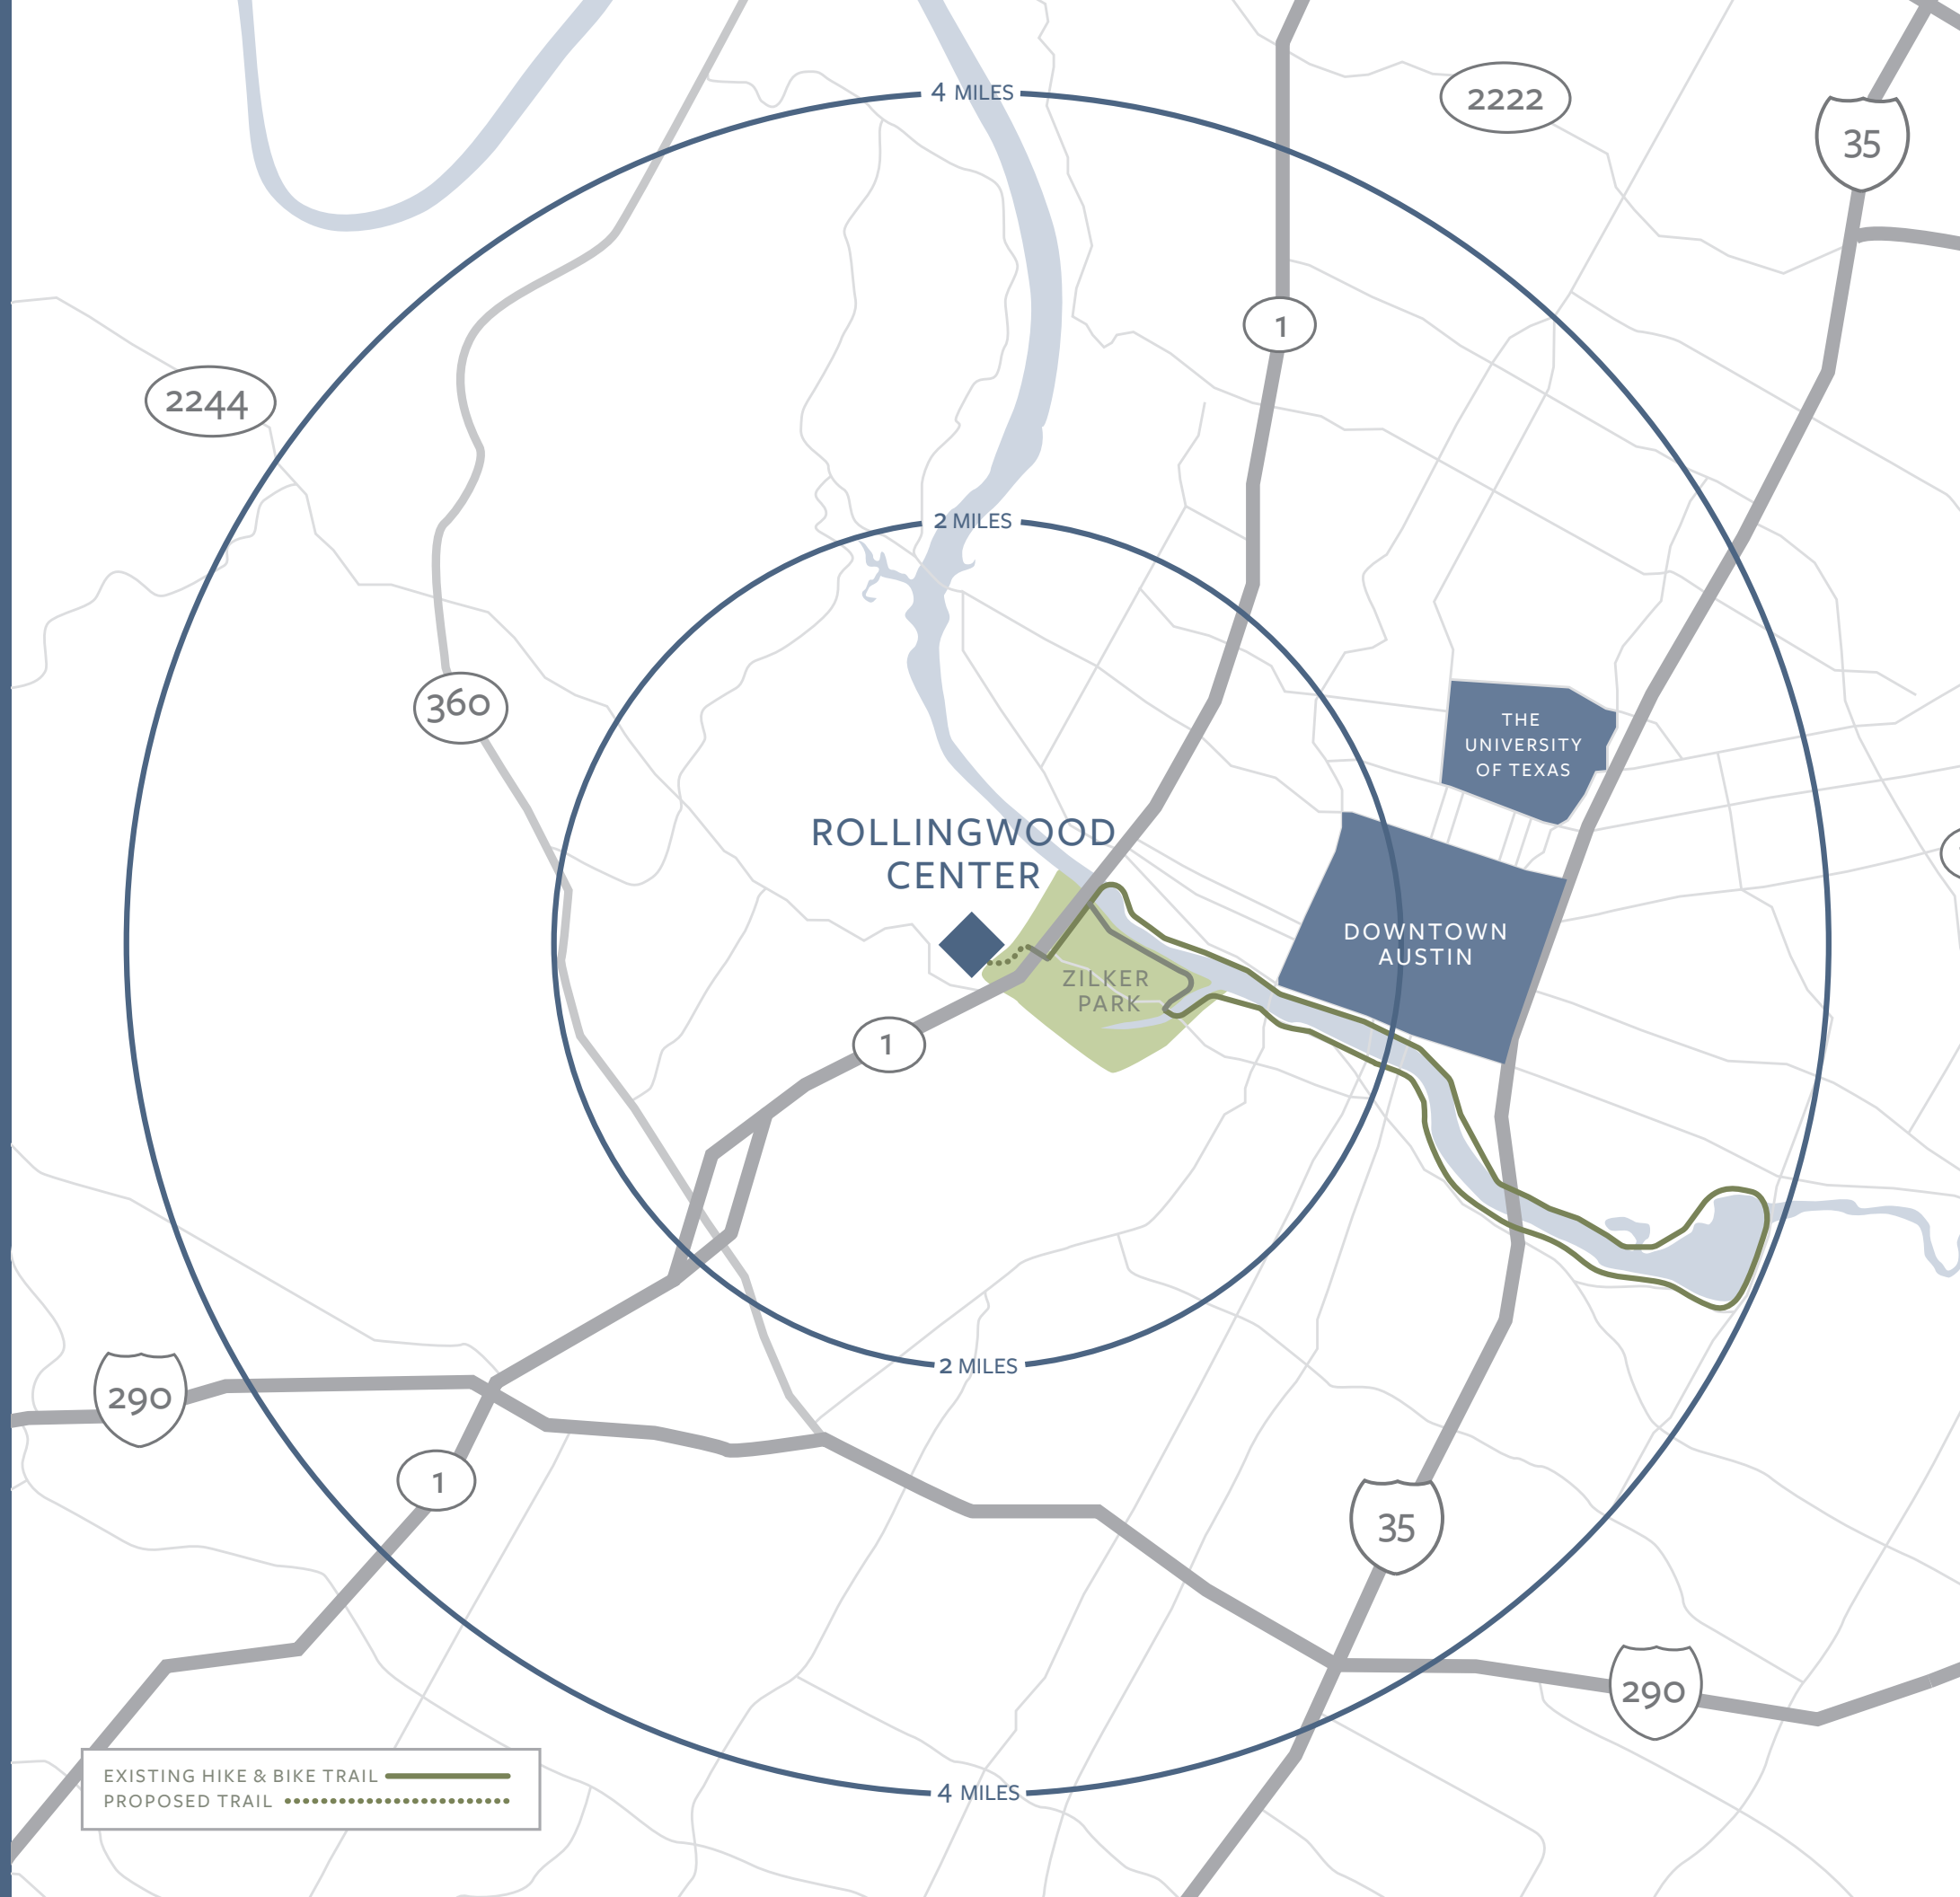 4 MILES
2222
35
1
2244
2 MILES
360
THE
UNIVERSITY
OF TEXAS
ROLLINGWOOD
CENTER
DOWNTOWN
AUSTIN
ZILKER
PARK
1
2 MILES
290
1
35
290
EXISTING HIKE & BIKE TRAIL
PROPOSED TRAIL
4 MILES